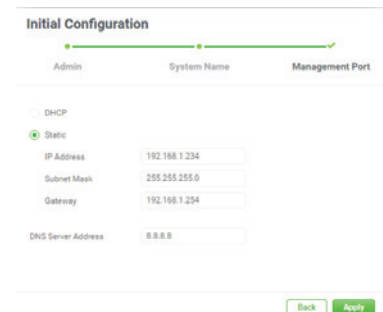 Initial Configuration
Admin System Name Management Port
DHCP
Static
IP Address 192.168.1.234
Subnet Mask 255.255.255.0
Gateway 192.168.1.254
DNS Server Address 8.8.8.8
Back Apply